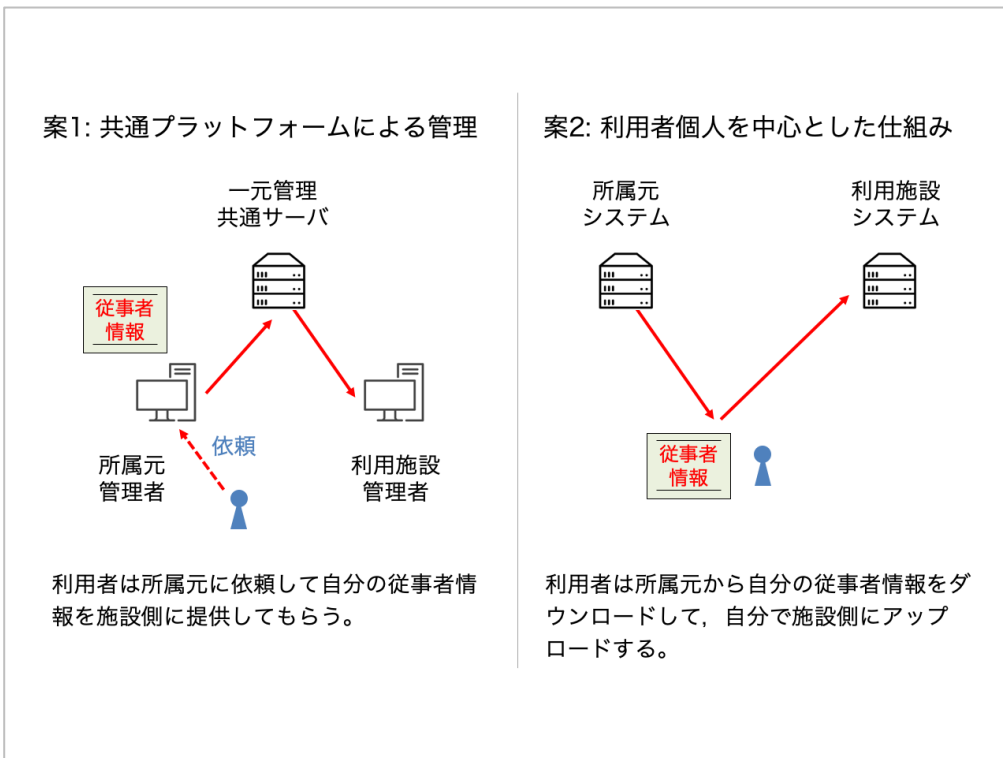 案1: 共通プラットフォームによる管理
一元管理
共通サーバ
従事者
情報
依頼
所属元
管理者
利用施設
管理者
利用者は所属元に依頼して自分の従事者情
報を施設側に提供してもらう。
案2: 利用者個人を中心とした仕組み
所属元
システム
利用施設
システム
従事者
情報
利用者は所属元から自分の従事者情報をダ
ウンロードして，自分で施設側にアップ
ロードする。